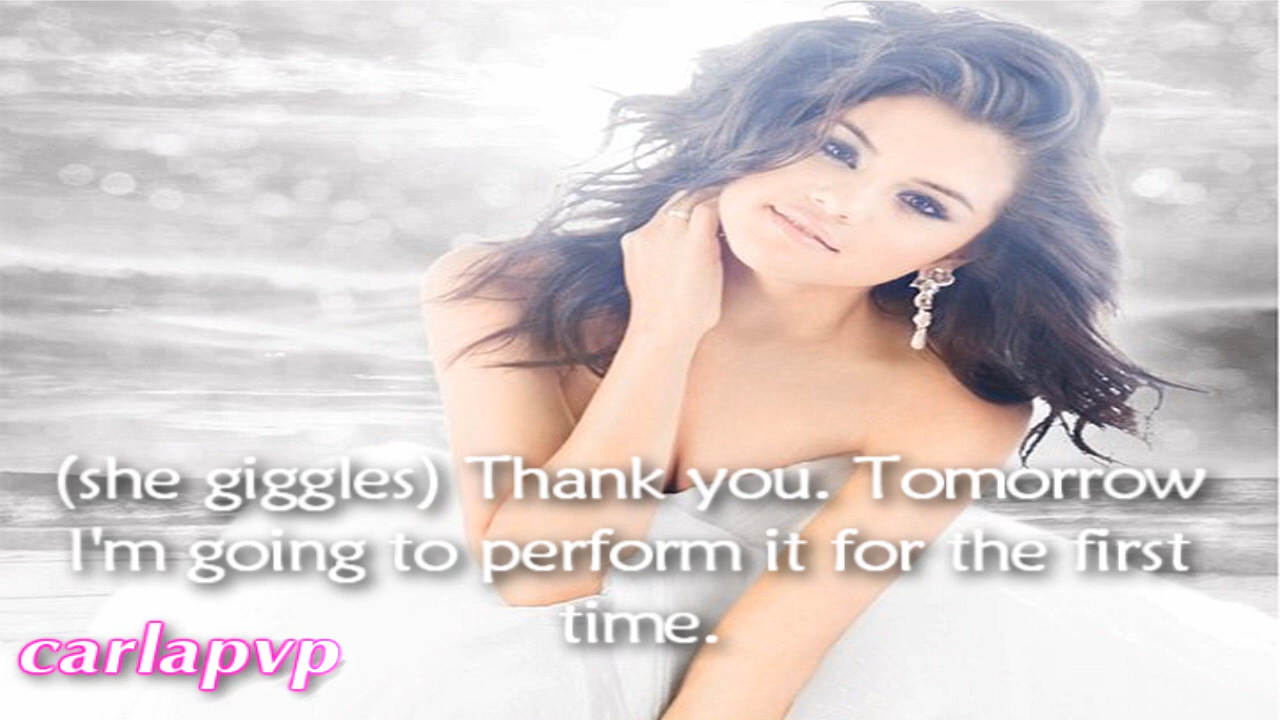 (she giggles) Thank you. Tomorrow
I'm going to perform it for the first
time.
carlapvp